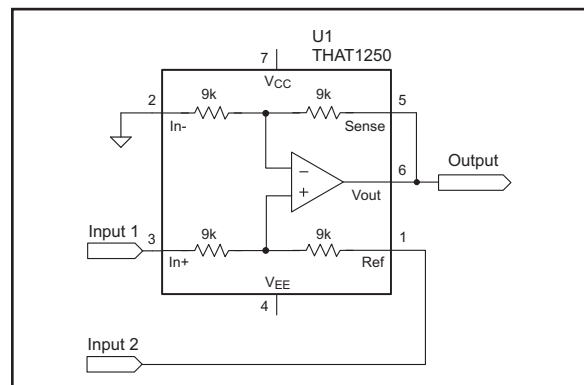 U1
THAT1250
7
VCC
9k
9k
2
5
In-
Sense
Output
6
Vout
Input 1
9k
9k
3
1
In+
Ref
VEE
4
Input 2